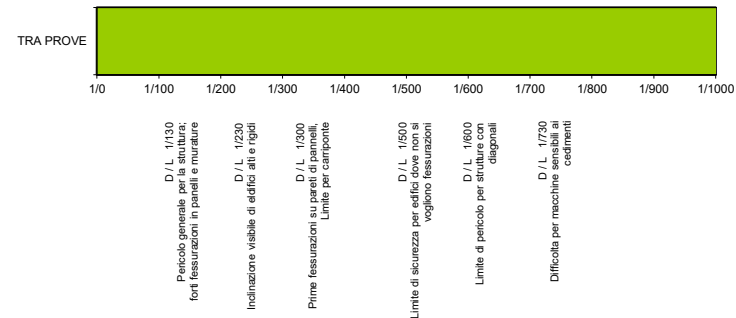 TRA PROVE
1/0 1/100 1/200 1/300 1/400 1/500 1/600 1/700 1/800 1/900 1/1000
D / L 1/130
Pericolo generale per la struttura;
forti fessurazioni in panelli e murature
D / L 1/230
Inclinazione visibile di eldifici alti e rigidi
D / L 1/300
Prime fessurazioni su pareti di pannelli,
Limite per carriponte
D / L 1/500
Limite di sicurezza per edifici dove non si
vogliono fessurazioni
D / L 1/600
Limite di pericolo per strutture con
diagonali
D / L 1/730
Difficolta per macchine sensibili ai
cedimenti